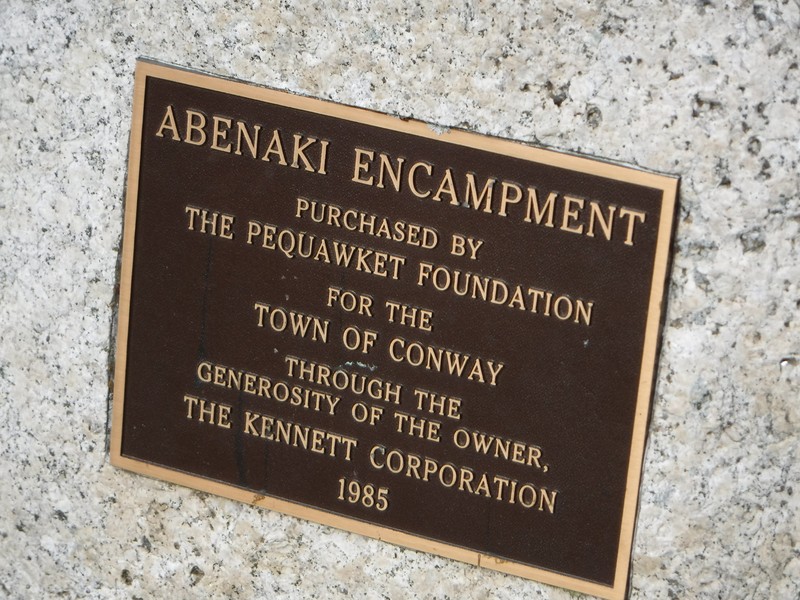 ABENAKI ENCAMPMENT
PURCHASED BY
THE PEQUAWKET FOUNDATION
FOR THE
TOWN OF CONWAY
THROUGH THE
GENEROSITY OF THE OWNER,
THE KENNETT CORPORATION
1985